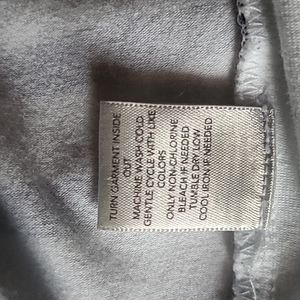 TURN GARMENT INSIDE
OUT
MACHINE WASH COLD
GENTLE CYCLE WITH LIKE
COLORS
ONLY NON-CHLORINE
BLEACH IF NEEDED
TUMBLE DRY LOW
COOL IRON IF NEEDED